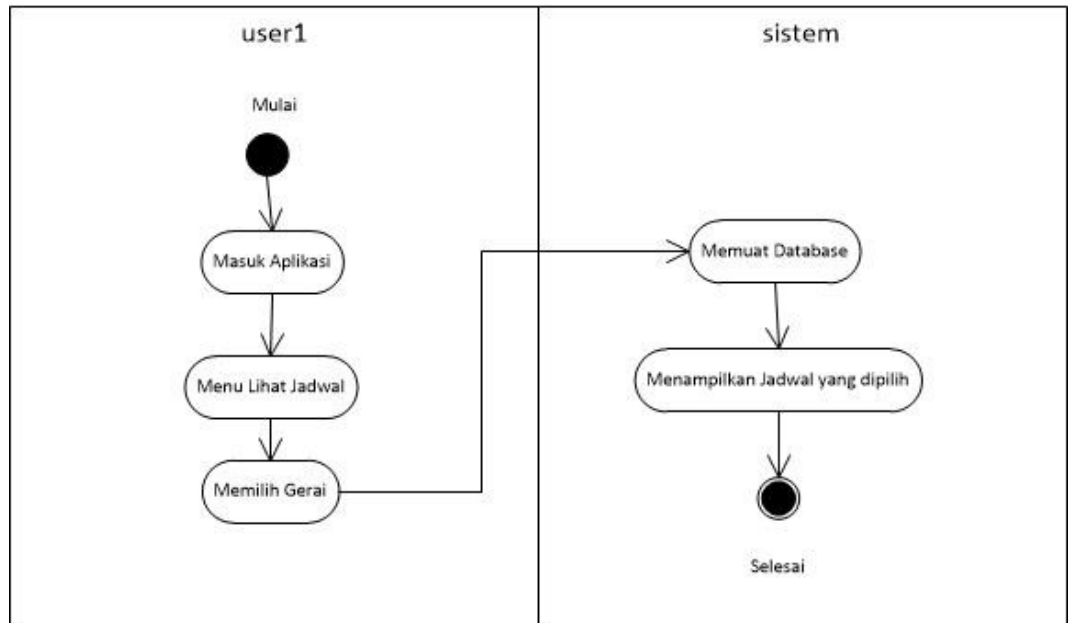 user1
sistem
Mulai
Masuk Aplikasi
Menu Lihat Jadwal
Memilih Gerai
Memuat Database
Menampilkan Jadwal yang dipilih
Selesai